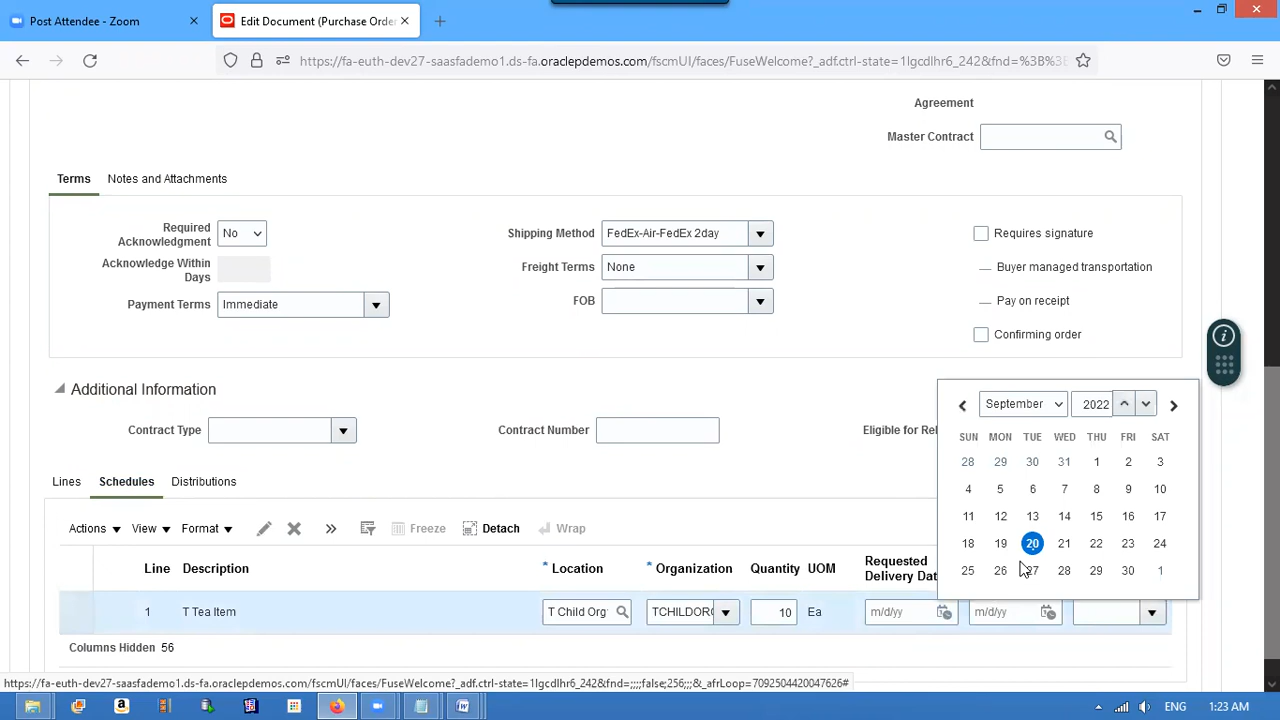 Post Attendee - Zoom
Edit Document (Purchase Order
https://fa-euth-dev27-saasfademo1.ds-fa.oraclepdemos.com/fscmUI/faces/FuseWelcome?_adf.ctrl-state=1lgcdlhr6_242&fnd=%3B%3B
Agreement
Master Contract
Terms Notes and Attachments
Required Acknowledgment No Shipping Method FedEx-Air-FedEx 2day Requires signature
Acknowledge Within Days Freight Terms None Buyer managed transportation
Payment Terms Immediate FOB Pay on receipt
Confirming order
Additional Information
Contract Type Contract Number Eligible for Rel
September 2022
SUN MON TUE WED THU FRI SAT
28 29 30 31 1 2 3
4 5 6 7 8 9 10
11 12 13 14 15 16 17
18 19 20 21 22 23 24
25 26 27 28 29 30 1
Lines Schedules Distributions
Actions View Format Freeze Detach Wrap
Line Description * Location * Organization Quantity UOM Requested Delivery Dat
1 T Tea Item T Child Org TCHILDORG 10 Ea m/d/yy m/d/yy
Columns Hidden 56
https://fa-euth-dev27-saasfademo1.ds-fa.oraclepdemos.com/fscmUI/faces/FuseWelcome?_adf.ctrl-state=1lgcdlhr6_242&fnd=;;;;false;256;;;&_afrLoop=7092504420047626#
ENG 1:23 AM